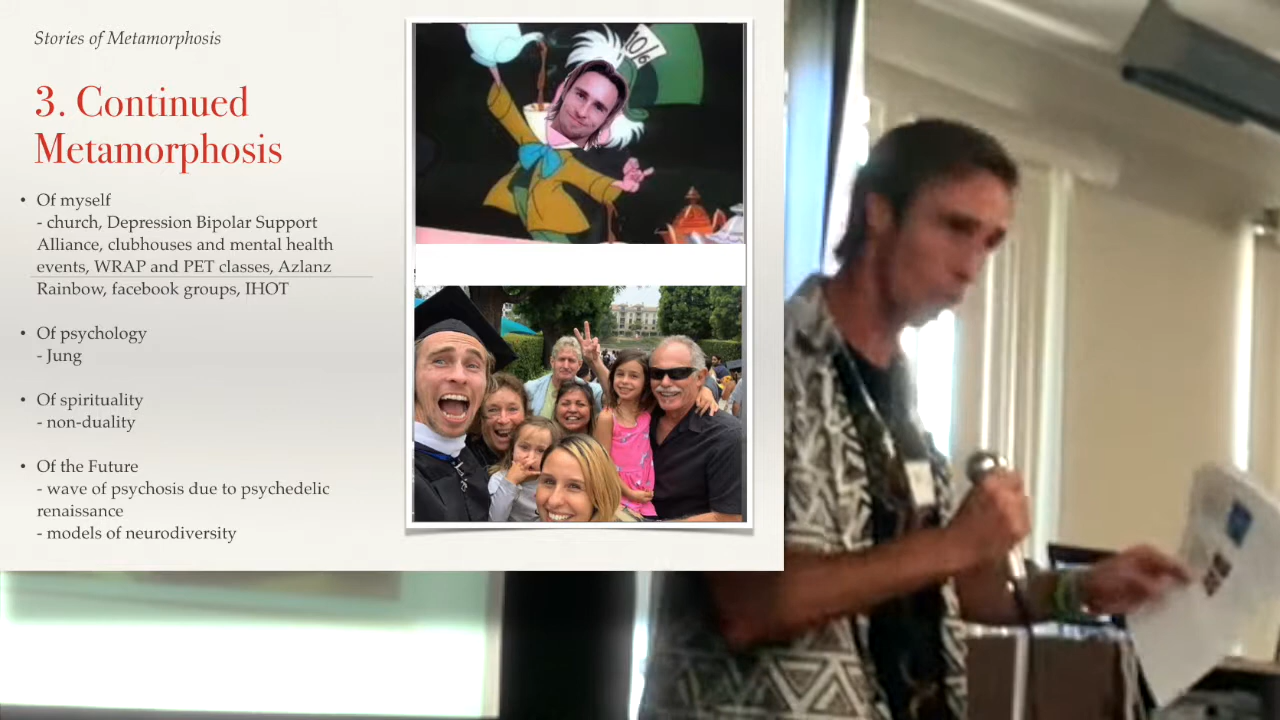 Stories of Metamorphosis
3. Continued
Metamorphosis
• Of myself
- church, Depression Bipolar Support
Alliance, clubhouses and mental health
events, WRAP and PET classes, Azlanz
Rainbow, facebook groups, IHOT
• Of psychology
- Jung
• Of spirituality
- non-duality
• Of the Future
- wave of psychosis due to psychedelic
renaissance
- models of neurodiversity
10/6